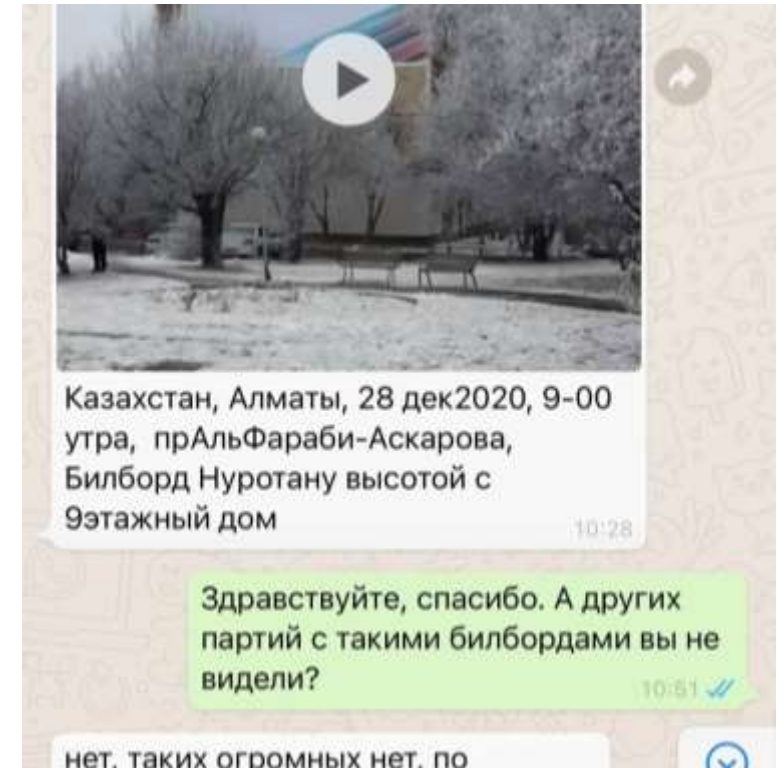 Казахстан, Алматы, 28 дек2020, 9-00
утра, прАльФараби-Аскарова,
Билборд Нуротану высотой с
9этажный дом
10:28
Здравствуйте, спасибо. А других
партий с такими билбордами вы не
видели?
10:51
нет, таких огромных нет, по